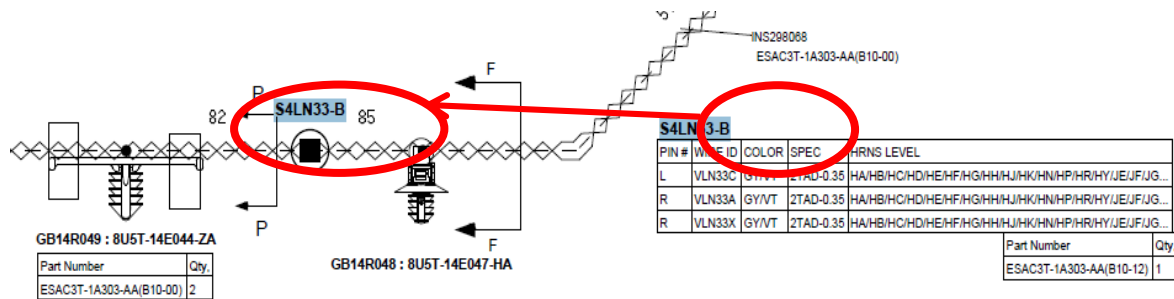 INS298068
ESAC3T-1A303-AA(B10-00)
F
P
S4LN33-B
82
85
S4LN33-B
PIN # WIRE ID COLOR SPEC HRNS LEVEL
L VLN33C GY/VT 2TAD-0.35 HA/HB/HC/HD/HE/HF/HG/HH/HJ/HK/HN/HP/HR/HY/JE/JF/JG...
R VLN33A GY/VT 2TAD-0.35 HA/HB/HC/HD/HE/HF/HG/HH/HJ/HK/HN/HP/HR/HY/JE/JF/JG...
R VLN33X GY/VT 2TAD-0.35 HA/HB/HC/HD/HE/HF/HG/HH/HJ/HK/HN/HP/HR/HY/JE/JF/JG...
P
F
GB14R049 : 8U5T-14E044-ZA
GB14R048 : 8U5T-14E047-HA
Part Number Qty.
ESAC3T-1A303-AA(B10-00) 2
Part Number Qty
ESAC3T-1A303-AA(B10-12) 1